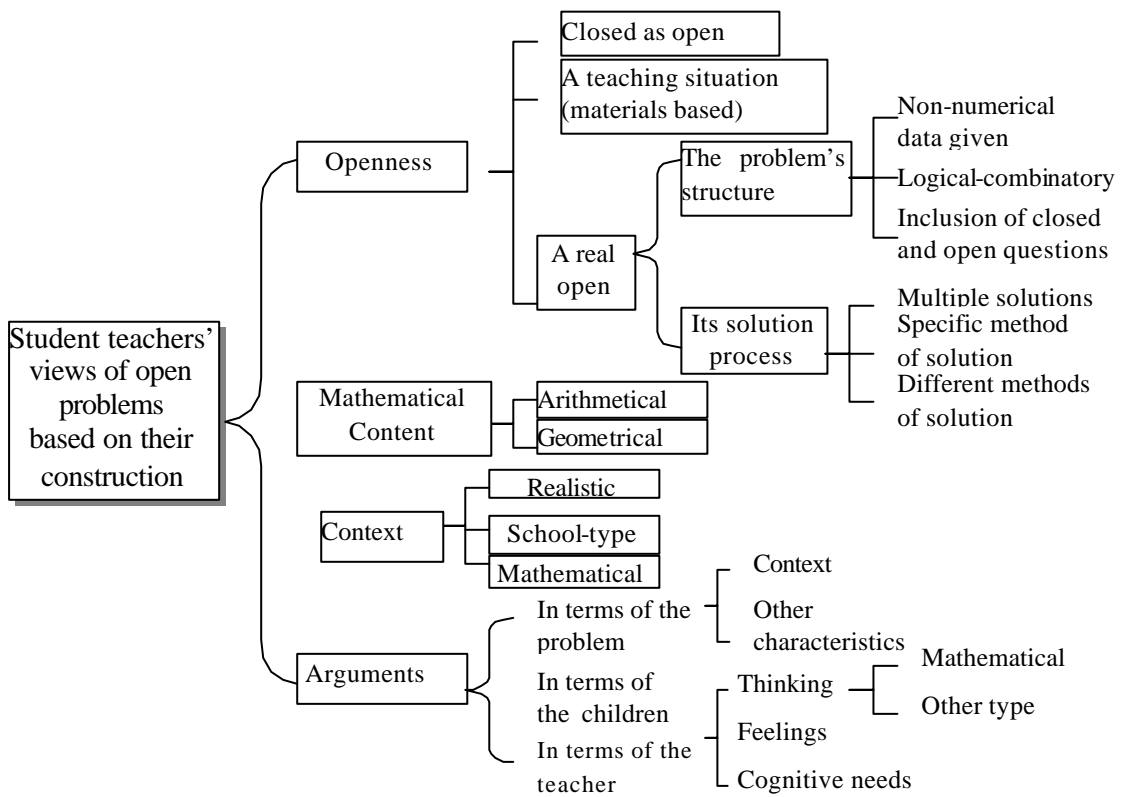 Student teachers’
views of open
problems
based on their
construction
Openness
Closed as open
A teaching situation
(materials based)
A real
open
The problem’s
structure
Non-numerical
data given
Logical-combinatory
Inclusion of closed
and open questions
Its solution
process
Multiple solutions
Specific method
of solution
Different methods
of solution
Mathematical
Content
Arithmetical
Geometrical
Context
Realistic
School-type
Mathematical
Arguments
In terms of the
problem
Context
Other
characteristics
In terms of
the children
In terms of the
teacher
Thinking
Mathematical
Other type
Feelings
Cognitive needs